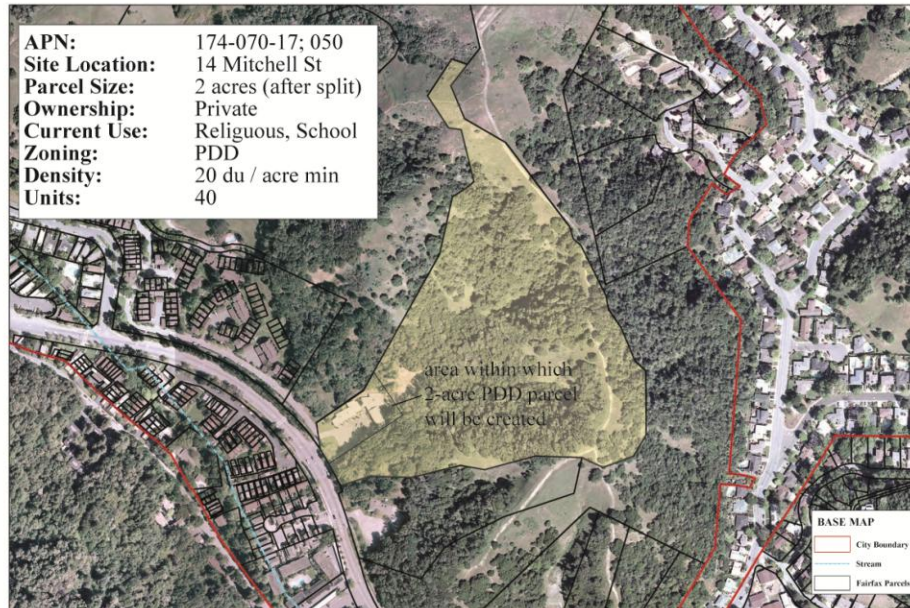 APN: 174-070-17; 050
Site Location: 14 Mitchell St
Parcel Size: 2 acres (after split)
Ownership: Private
Current Use: Religuous, School
Zoning: PDD
Density: 20 du / acre min
Units: 40
area within which
2-acre PDD parcel
will be created
BASE MAP
City Boundary
Stream
Fairfax Parcels